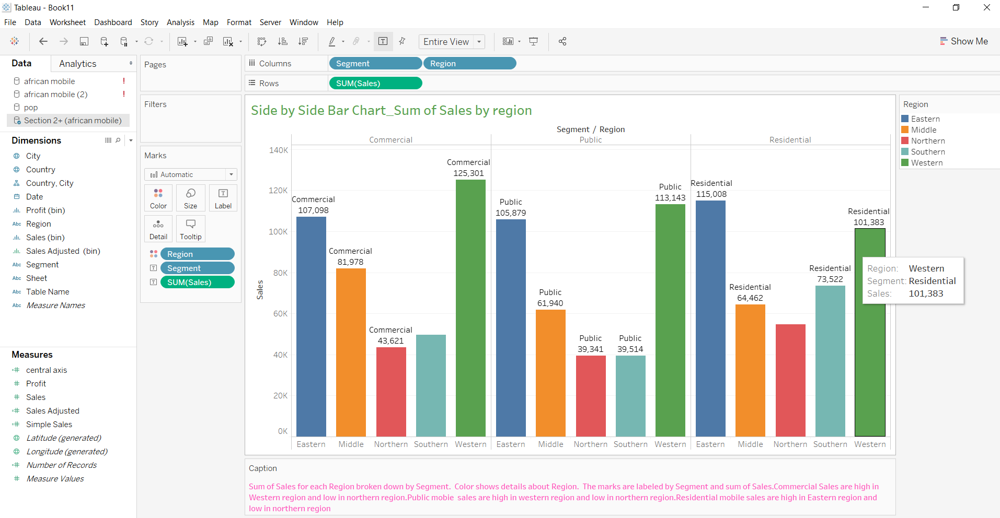 Tableau - Book11
File Data Worksheet Dashboard Story Analysis Map Format Server Window Help
Entire View
Show Me
Data Analytics
african mobile !
african mobile (2) !
pop
Section 2+ (african mobile)
Dimensions
City
Country
Country, City
Date
Profit (bin)
Abc Region
Sales (bin)
Sales Adjusted (bin)
Abc Segment
Abc Sheet
Abc Table Name
Abc Measure Names
Measures
central axis
Profit
Sales
Sales Adjusted
Simple Sales
Latitude (generated)
Longitude (generated)
Number of Records
Measure Values
Pages
Filters
Marks
Automatic
Color Size Label
Detail Tooltip
Region
Segment
SUM(Sales)
Columns Segment Region
Rows SUM(Sales)
Side by Side Bar Chart_Sum of Sales by region
Segment / Region
Commercial Public Residential
140K
120K
100K
80K
60K
40K
20K
0K
Sales
Commercial
107,098
Commercial
81,978
Commercial
43,621
Commercial
125,301
Public
105,879
Public
61,940
Public
39,341
Public
39,514
Public
113,143
Residential
115,008
Residential
64,462
Residential
73,522
Residential
101,383
Region: Western
Segment: Residential
Sales: 101,383
Eastern Middle Northern Southern Western Eastern Middle Northern Southern Western Eastern Middle Northern Southern Western
Region
Eastern
Middle
Northern
Southern
Western
Caption
Sum of Sales for each Region broken down by Segment. Color shows details about Region. The marks are labeled by Segment and sum of Sales.Commercial Sales are high in
Western region and low in northern region.Public mobie sales are high in western region and low in northern region.Residential mobile sales are high in Eastern region and
low in northern region